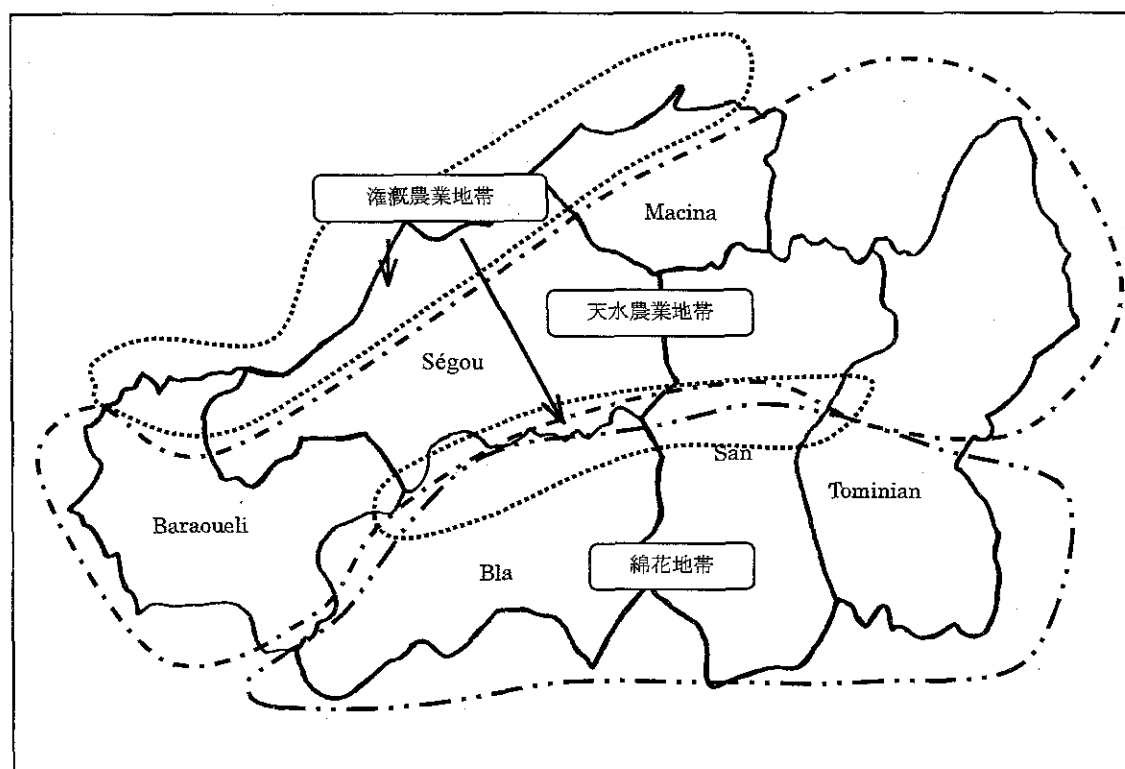 灌漑農業地帯
Macina
天水農業地帯
Ségou
San
Tominian
Baraoueli
Bla
綿花地帯